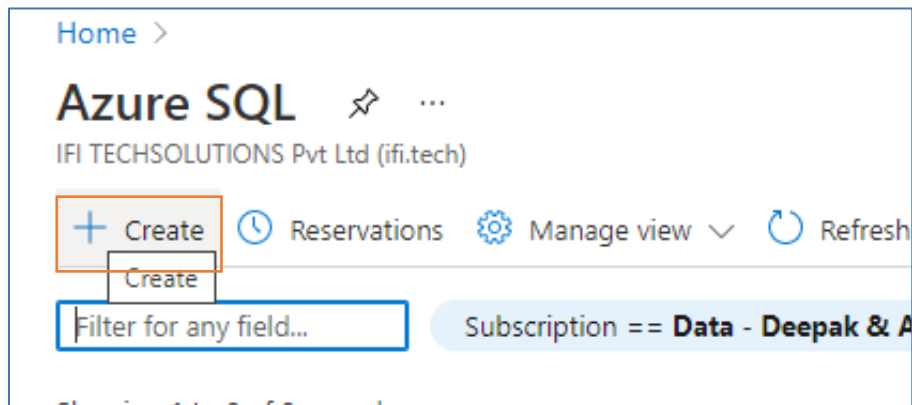 Home >
Azure SQL ...
IFI TECHSOLUTIONS Pvt Ltd (ifi.tech)
+ Create Reservations Manage view Refresh
Create
Filter for any field... Subscription == Data - Deepak & A